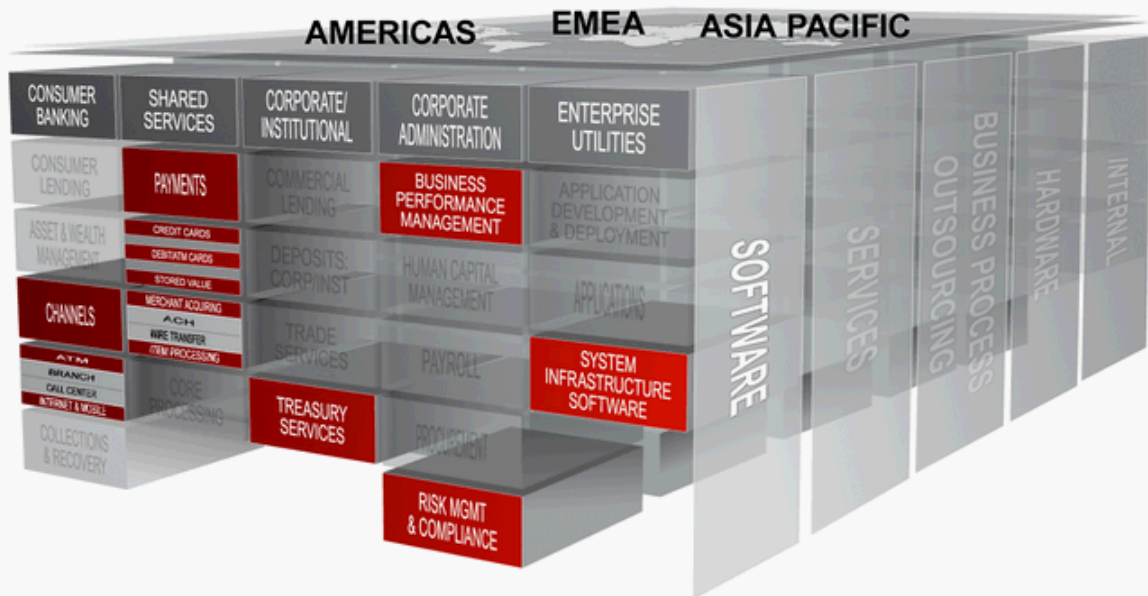 AMERICAS EMEA ASIA PACIFIC
CONSUMER
BANKING
SHARED
SERVICES
CORPORATE/
INSTITUTIONAL
CORPORATE
ADMINISTRATION
ENTERPRISE
UTILITIES
CONSUMER
LENDING
ASSET & WEALTH
MANAGEMENT
CHANNELS
ATM
BRANCH
CALL CENTER
INTERNET & MOBILE
COLLECTIONS
& RECOVERY
PAYMENTS
CREDIT CARDS
DEBIT/ATM CARDS
STORED VALUE
MERCHANT ACQUIRING
ACH
WIRE TRANSFER
ITEM PROCESSING
CORE
PROCESSING
COMMERCIAL
LENDING
DEPOSITS:
CORP/INST
TRADE
SERVICES
TREASURY
SERVICES
BUSINESS
PERFORMANCE
MANAGEMENT
HUMAN CAPITAL
MANAGEMENT
PAYROLL
PROCUREMENT
RISK MGMT
& COMPLIANCE
APPLICATION
DEVELOPMENT
& DEPLOYMENT
APPLICATIONS
SYSTEM
INFRASTRUCTURE
SOFTWARE
SOFTWARE
SERVICES
BUSINESS PROCESS
OUTSOURCING
HARDWARE
INTERNAL